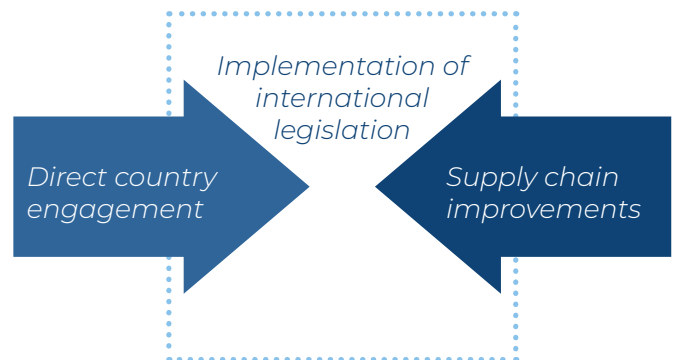 Implementation of
international
legislation
Direct country
engagement
Supply chain
improvements